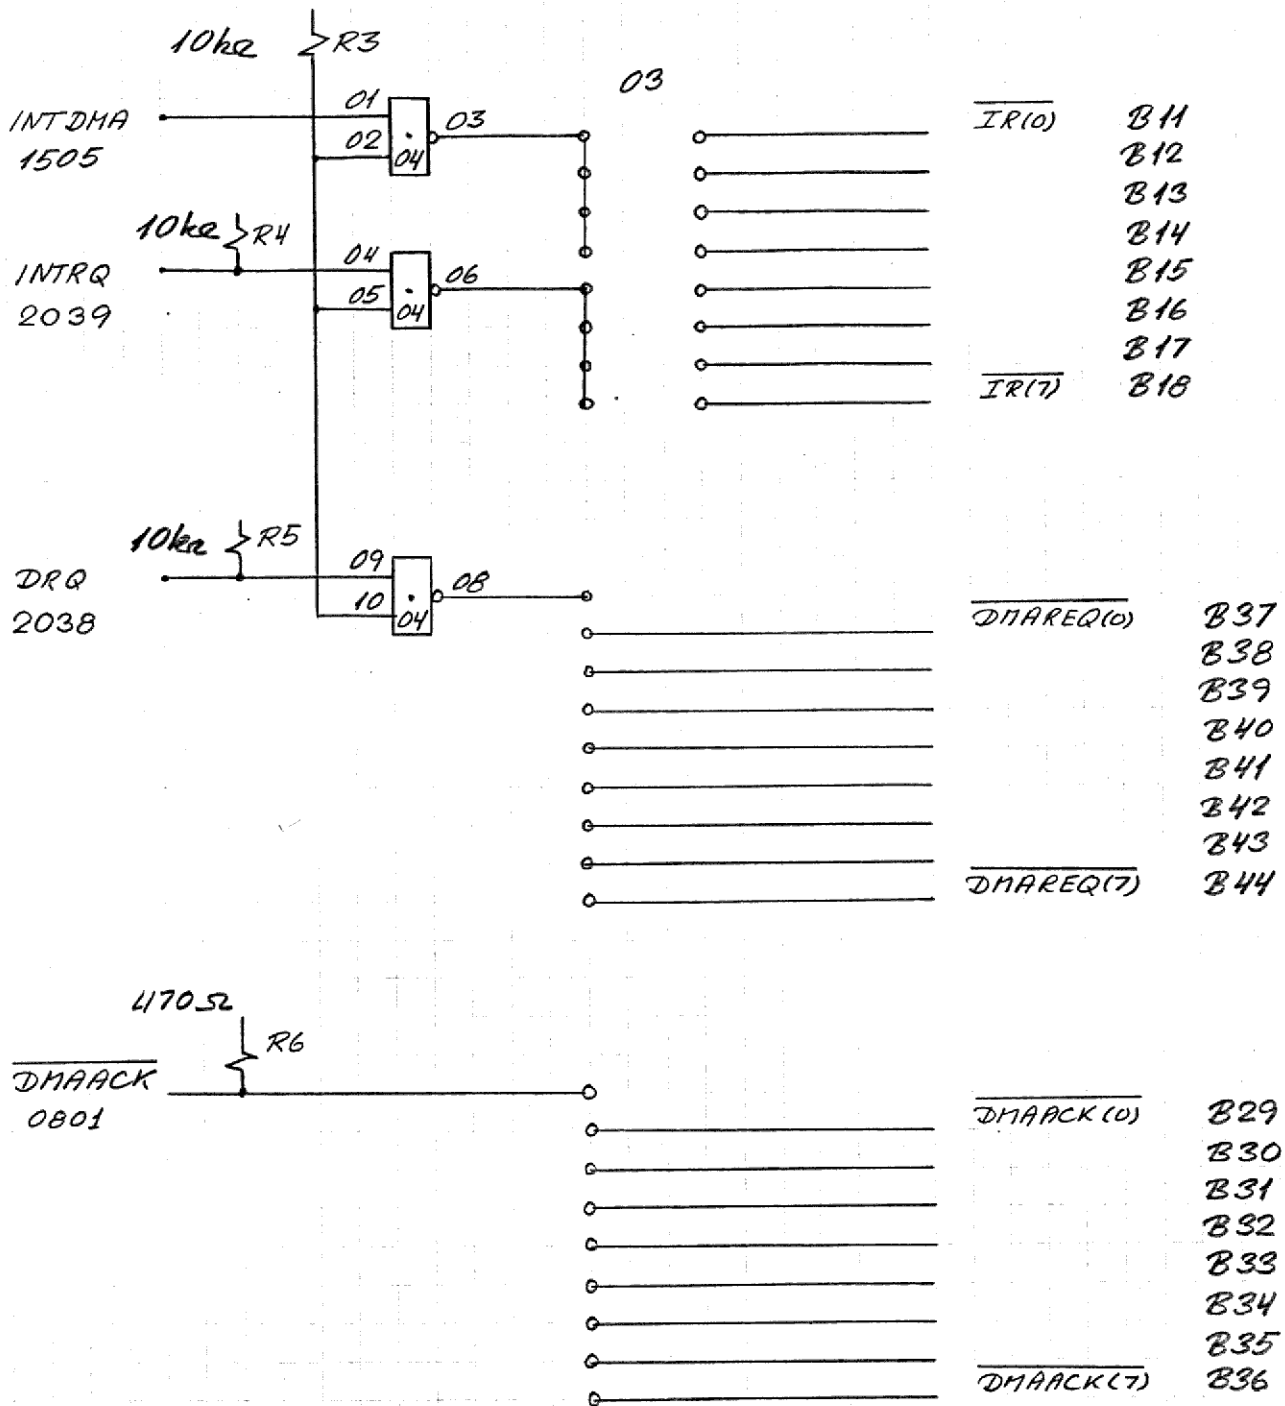 10kΩ R3
03
INTDMA 01 03 IR(0) B11
1505 02 04 B12
B13
10kΩ R4 B14
INTRQ 04 06 B15
2039 05 04 B16
B17
IR(7) B18
10kΩ R5
DRQ 09 08
2038 10 04 DMAREQ(0) B37
B38
B39
B40
B41
B42
B43
DMAREQ(7) B44
470Ω
R6
DMAACK
0801 DMAACK(0) B29
B30
B31
B32
B33
B34
B35
DMAACK(7) B36